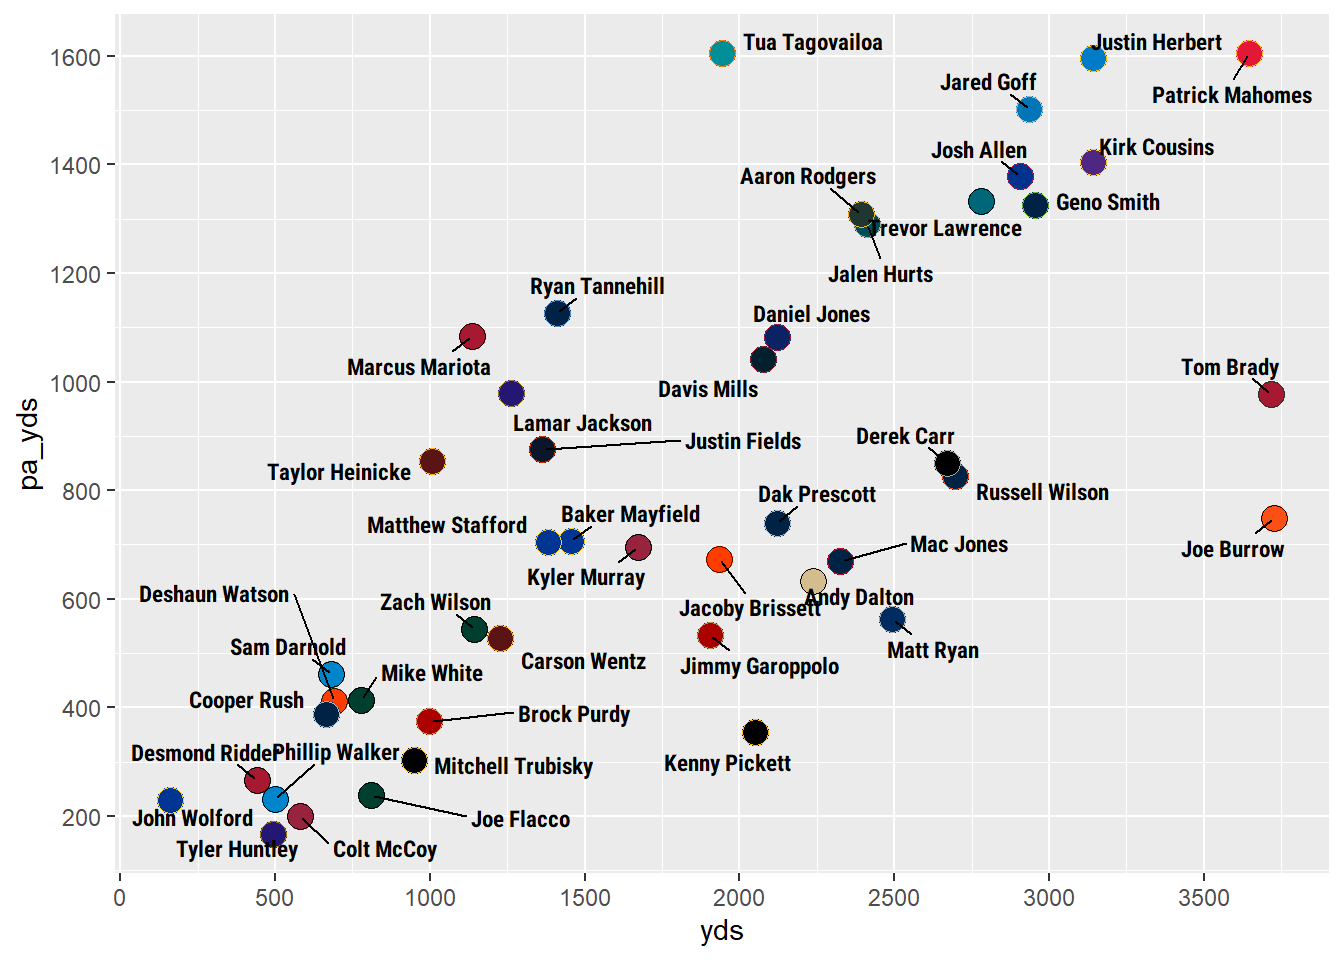 1600
1400
1200
1000
800
600
400
200
pa_yds
Tua Tagovailoa
Justin Herbert
Jared Goff
Patrick Mahomes
Josh Allen
Kirk Cousins
Aaron Rodgers
Geno Smith
Trevor Lawrence
Jalen Hurts
Ryan Tannehill
Daniel Jones
Marcus Mariota
Tom Brady
Davis Mills
Lamar Jackson
Justin Fields
Derek Carr
Taylor Heinicke
Russell Wilson
Dak Prescott
Matthew Stafford
Baker Mayfield
Mac Jones
Joe Burrow
Kyler Murray
Deshaun Watson
Zach Wilson
Andy Dalton
Jacoby Brissett
Sam Darnold
Matt Ryan
Carson Wentz
Jimmy Garoppolo
Mike White
Cooper Rush
Brock Purdy
Desmond Ridder
Phillip Walker
Mitchell Trubisky
Kenny Pickett
John Wolford
Joe Flacco
Tyler Huntley
Colt McCoy
0
500
1000
1500
2000
2500
3000
3500
yds